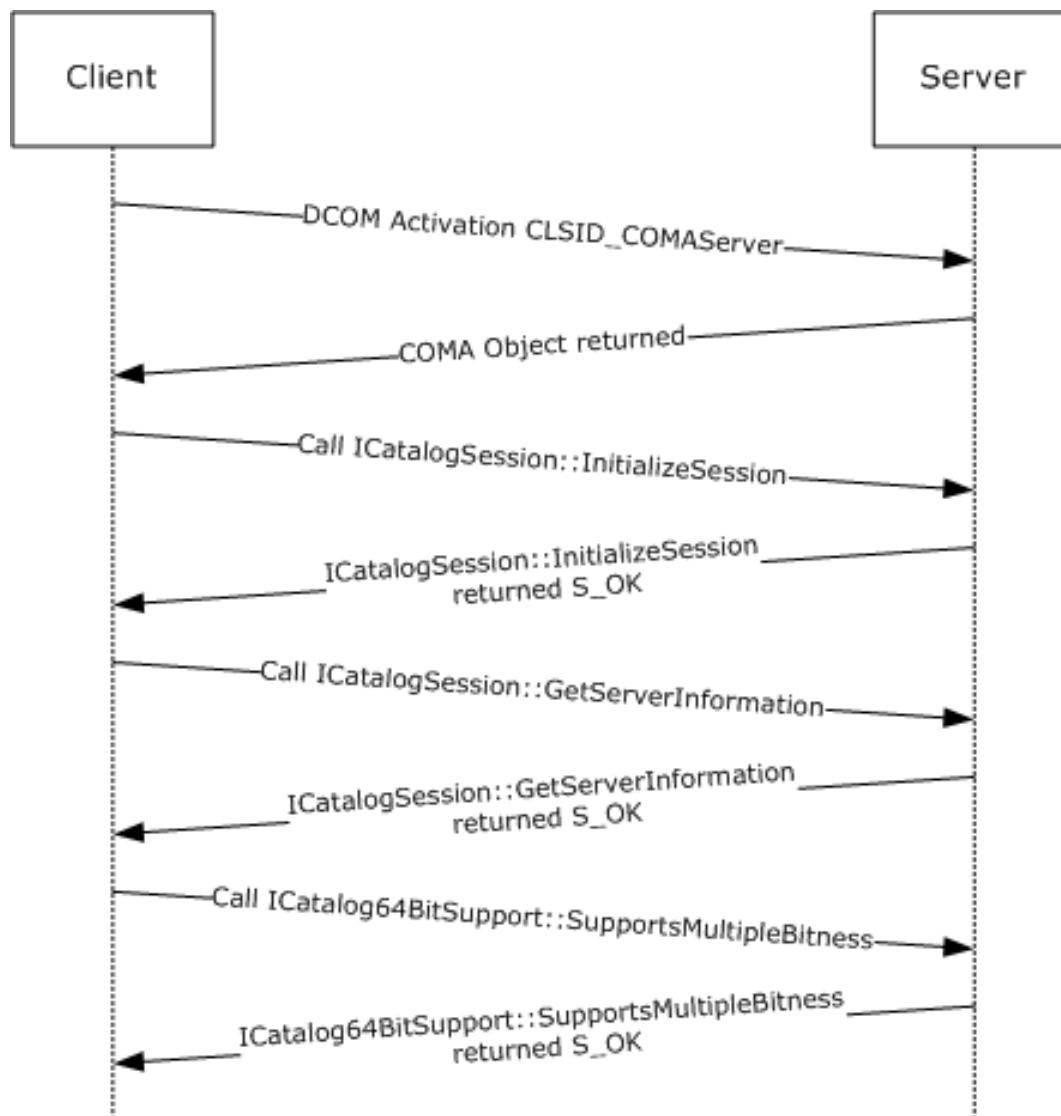 Client
Server
DCOM Activation CLSID_COMAServer
COMA Object returned
Call ICatalogSession::InitializeSession
ICatalogSession::InitializeSession
returned S_OK
Call ICatalogSession::GetServerInformation
ICatalogSession::GetServerInformation
returned S_OK
Call ICatalog64BitSupport::SupportsMultipleBitness
ICatalog64BitSupport::SupportsMultipleBitness
returned S_OK